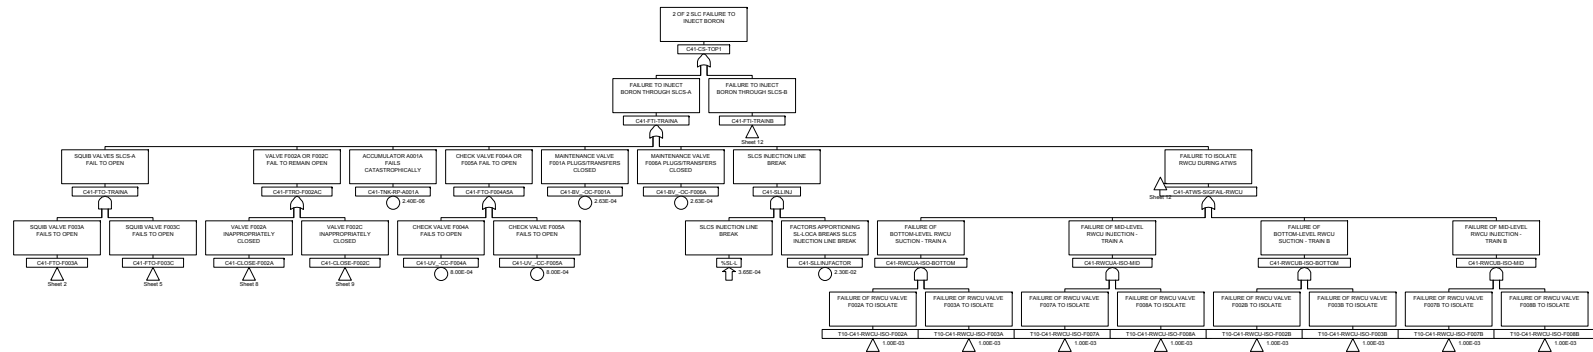 2 OF 2 SLC FAILURE TO
INJECT BORON
C41-CS-TOP1
FAILURE TO INJECT
BORON THROUGH SLCS-A
FAILURE TO INJECT
BORON THROUGH SLCS-B
C41-FTI-TRAINA
C41-FTI-TRAINB
Sheet 12
SQUIB VALVES SLCS-A
FAIL TO OPEN
VALVE F002A OR F002C
FAIL TO REMAIN OPEN
ACCUMULATOR A001A
FAILS
CATASTROPHICALLY
CHECK VALVE F004A OR
F005A FAIL TO OPEN
MAINTENANCE VALVE
F001A PLUGS/TRANSFERS
CLOSED
MAINTENANCE VALVE
F006A PLUGS/TRANSFERS
CLOSED
SLCS INJECTION LINE
BREAK
FAILURE TO ISOLATE
RWCU DURING ATWS
C41-FTO-TRAINA
C41-FTRO-F002AC
C41-TNK-RP-A001A
C41-FTO-F004A5A
C41-BV_-OC-F001A
C41-BV_-OC-F006A
C41-SLLINJ
C41-ATWS-SIGFAIL-RWCU
2.40E-06
2.63E-04
2.63E-04
Sheet 12
SQUIB VALVE F003A
FAILS TO OPEN
SQUIB VALVE F003C
FAILS TO OPEN
VALVE F002A
INAPPROPRIATELY
CLOSED
VALVE F002C
INAPPROPRIATELY
CLOSED
CHECK VALVE F004A
FAILS TO OPEN
CHECK VALVE F005A
FAILS TO OPEN
SLCS INJECTION LINE
BREAK
FACTORS APPORTIONING
SL-LOCA BREAKS SLCS
INJECTION LINE BREAK
FAILURE OF
BOTTOM-LEVEL RWCU
SUCTION - TRAIN A
FAILURE OF MID-LEVEL
RWCU INJECTION -
TRAIN A
FAILURE OF
BOTTOM-LEVEL RWCU
SUCTION - TRAIN B
FAILURE OF MID-LEVEL
RWCU INJECTION -
TRAIN B
C41-FTO-F003A
C41-FTO-F003C
C41-CLOSE-F002A
C41-CLOSE-F002C
C41-UV_-CC-F004A
C41-UV_-CC-F005A
%SL-L
C41-SLLINJFACTOR
C41-RWCUA-ISO-BOTTOM
C41-RWCUA-ISO-MID
C41-RWCUB-ISO-BOTTOM
C41-RWCUB-ISO-MID
Sheet 2
Sheet 5
Sheet 8
Sheet 9
8.00E-04
8.00E-04
3.65E-04
2.30E-02
FAILURE OF RWCU VALVE
F002A TO ISOLATE
FAILURE OF RWCU VALVE
F003A TO ISOLATE
FAILURE OF RWCU VALVE
F007A TO ISOLATE
FAILURE OF RWCU VALVE
F008A TO ISOLATE
FAILURE OF RWCU VALVE
F002B TO ISOLATE
FAILURE OF RWCU VALVE
F003B TO ISOLATE
FAILURE OF RWCU VALVE
F007B TO ISOLATE
FAILURE OF RWCU VALVE
F008B TO ISOLATE
T10-C41-RWCU-ISO-F002A
T10-C41-RWCU-ISO-F003A
T10-C41-RWCU-ISO-F007A
T10-C41-RWCU-ISO-F008A
T10-C41-RWCU-ISO-F002B
T10-C41-RWCU-ISO-F003B
T10-C41-RWCU-ISO-F007B
T10-C41-RWCU-ISO-F008B
1.00E-03
1.00E-03
1.00E-03
1.00E-03
1.00E-03
1.00E-03
1.00E-03
1.00E-03